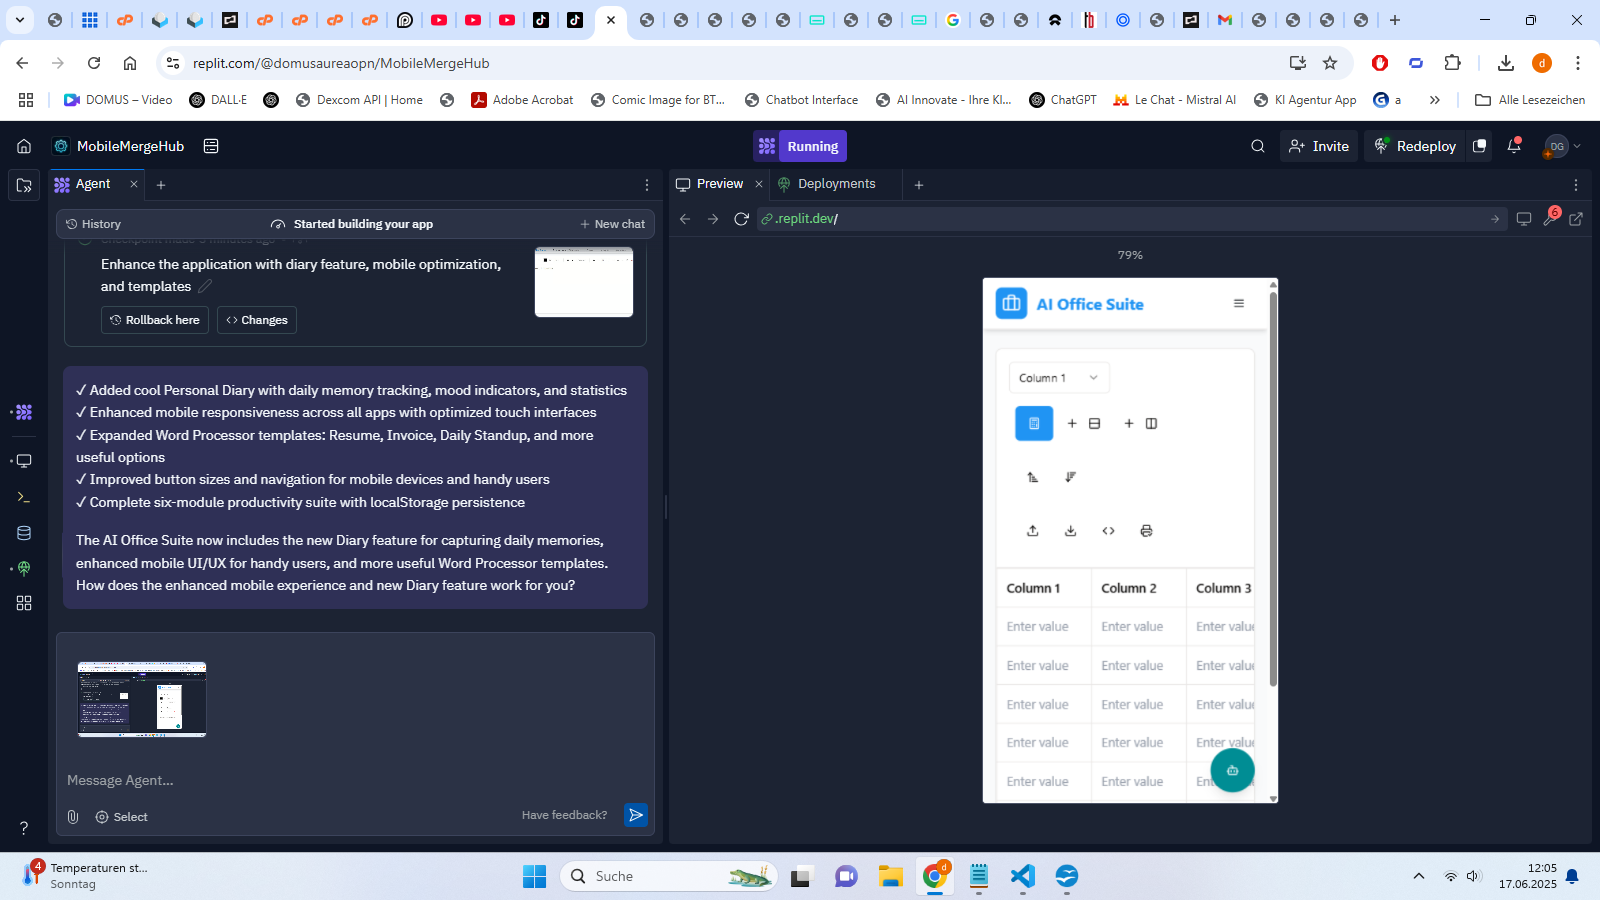 replit.com/@domusaureaopn/MobileMergeHub
d
DOMUS – Video
DALL·E
Dexcom API | Home
Adobe Acrobat
Comic Image for BT...
Chatbot Interface
AI Innovate - Ihre KI...
ChatGPT
Le Chat - Mistral AI
KI Agentur App
a
»
Alle Lesezeichen
MobileMergeHub
Running
Invite
Redeploy
DG
Agent
Preview
Deployments
History
Started building your app
New chat
.replit.dev/
6
79%
Enhance the application with diary feature, mobile optimization,
and templates
Rollback here
Changes
✓ Added cool Personal Diary with daily memory tracking, mood indicators, and statistics
✓ Enhanced mobile responsiveness across all apps with optimized touch interfaces
✓ Expanded Word Processor templates: Resume, Invoice, Daily Standup, and more
useful options
✓ Improved button sizes and navigation for mobile devices and handy users
✓ Complete six-module productivity suite with localStorage persistence
The AI Office Suite now includes the new Diary feature for capturing daily memories,
enhanced mobile UI/UX for handy users, and more useful Word Processor templates.
How does the enhanced mobile experience and new Diary feature work for you?
Message Agent...
Select
Have feedback?
AI Office Suite
Column 1
Column 1 Column 2 Column 3
Enter value Enter value Enter valu
Enter value Enter value Enter valu
Enter value Enter value Enter valu
Enter value Enter value Enter valu
Enter value Enter value Ent
4
Temperaturen st...
Sonntag
Suche
d
12:05
17.06.2025